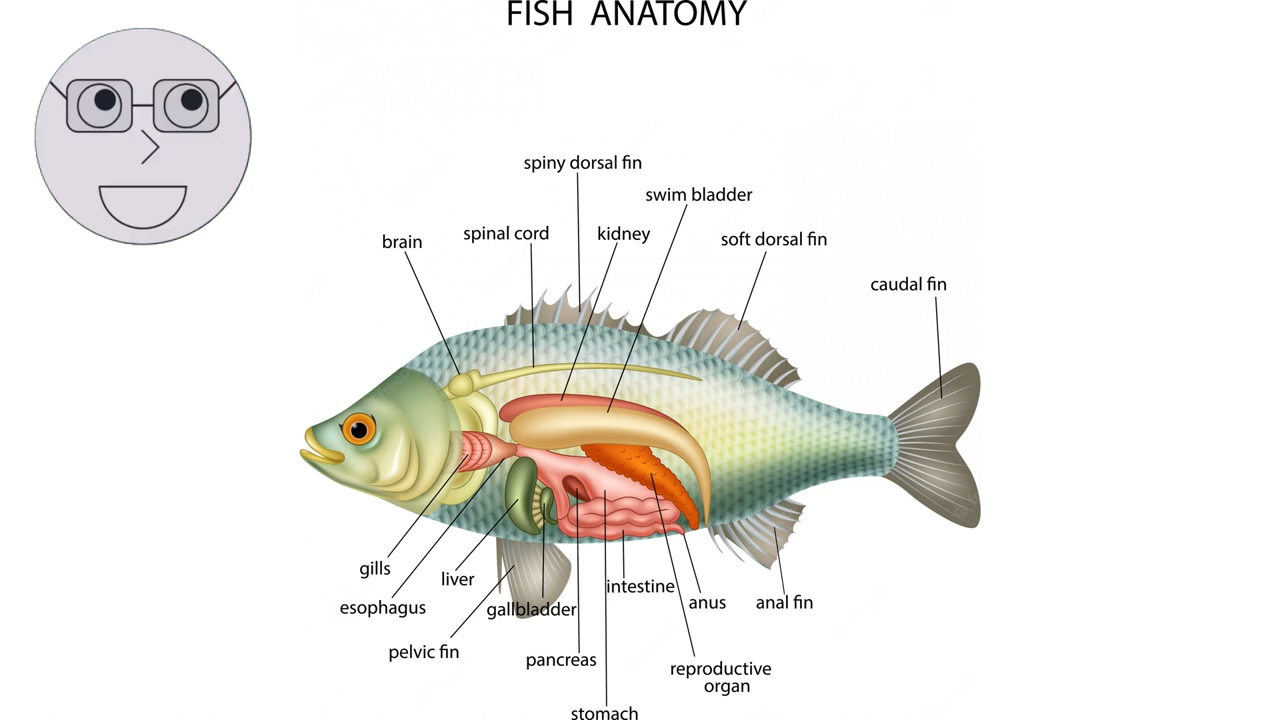 FISH ANATOMY
spiny dorsal fin
swim bladder
brain
spinal cord
kidney
soft dorsal fin
caudal fin
gills
liver
intestine
esophagus
gallbladder
anus
anal fin
pelvic fin
pancreas
reproductive
organ
stomach